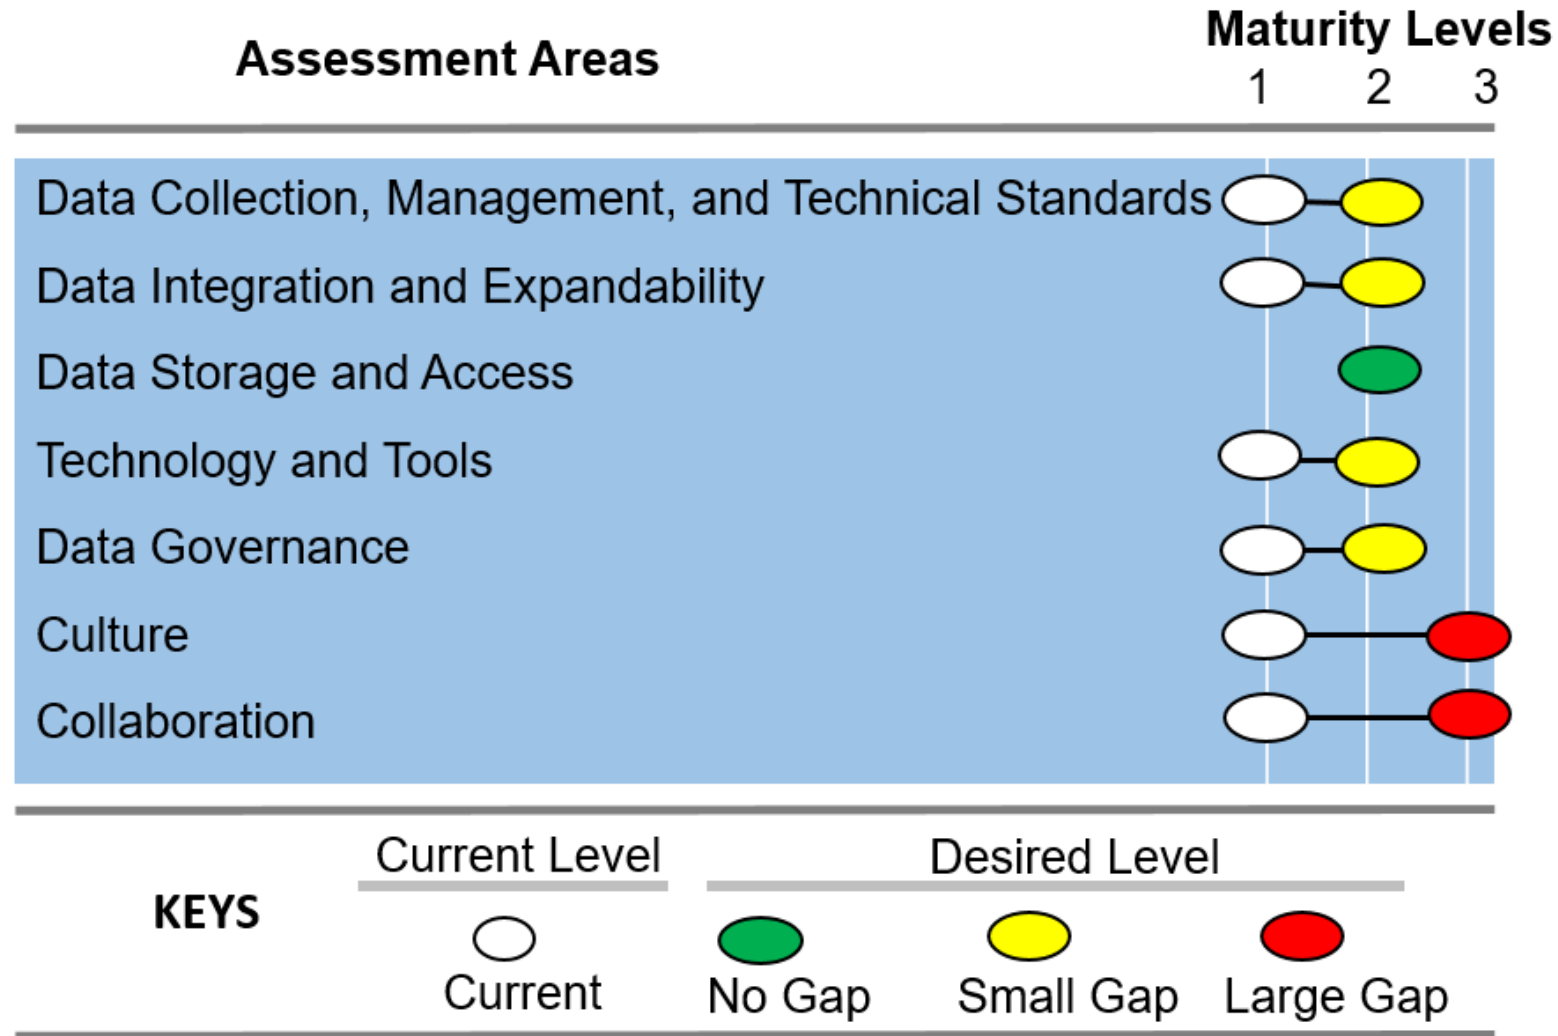 Assessment Areas
Maturity Levels
1 2 3
Data Collection, Management, and Technical Standards
Data Integration and Expandability
Data Storage and Access
Technology and Tools
Data Governance
Culture
Collaboration
KEYS
Current Level
Desired Level
Current
No Gap
Small Gap
Large Gap